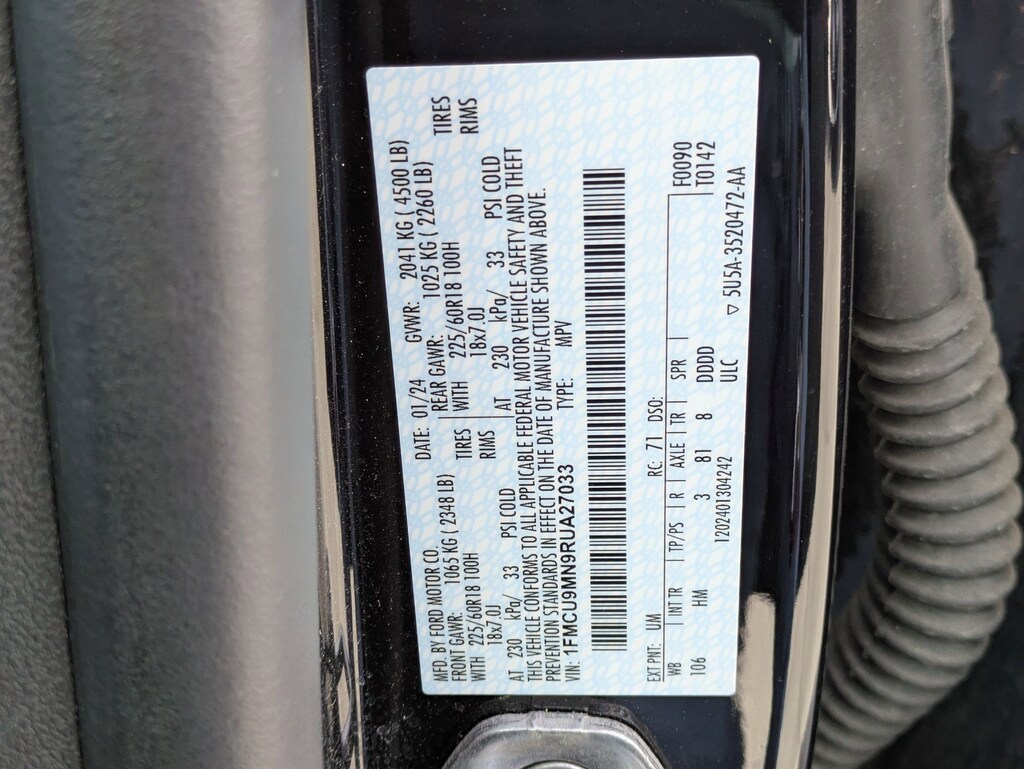 MFD. BY FORD MOTOR CO. DATE: 01/24 GVWR: 2041 KG ( 4500 LB)
FRONT GAWR: 1065 KG ( 2348 LB) REAR GAWR: 1025 KG ( 2260 LB)
WITH 225/60R18 100H TIRES WITH 225/60R18 100H TIRES
18x7.0J RIMS 18x7.0J RIMS
AT 230 kPa/ 33 PSI COLD AT 230 kPa/ 33 PSI COLD
THIS VEHICLE CONFORMS TO ALL APPLICABLE FEDERAL MOTOR VEHICLE SAFETY AND THEFT
PREVENTION STANDARDS IN EFFECT ON THE DATE OF MANUFACTURE SHOWN ABOVE.
VIN: 1FMCU9MN9RUA27033 TYPE: MPV
EXT PNT: UM RC: 71 DSO: F0090
WB INT TR TP/PS R AXLE TR SPR T0142
106 HM 3 81 8 DDDD
1202401304242 ULC ▽ 5U5A-3520472-AA